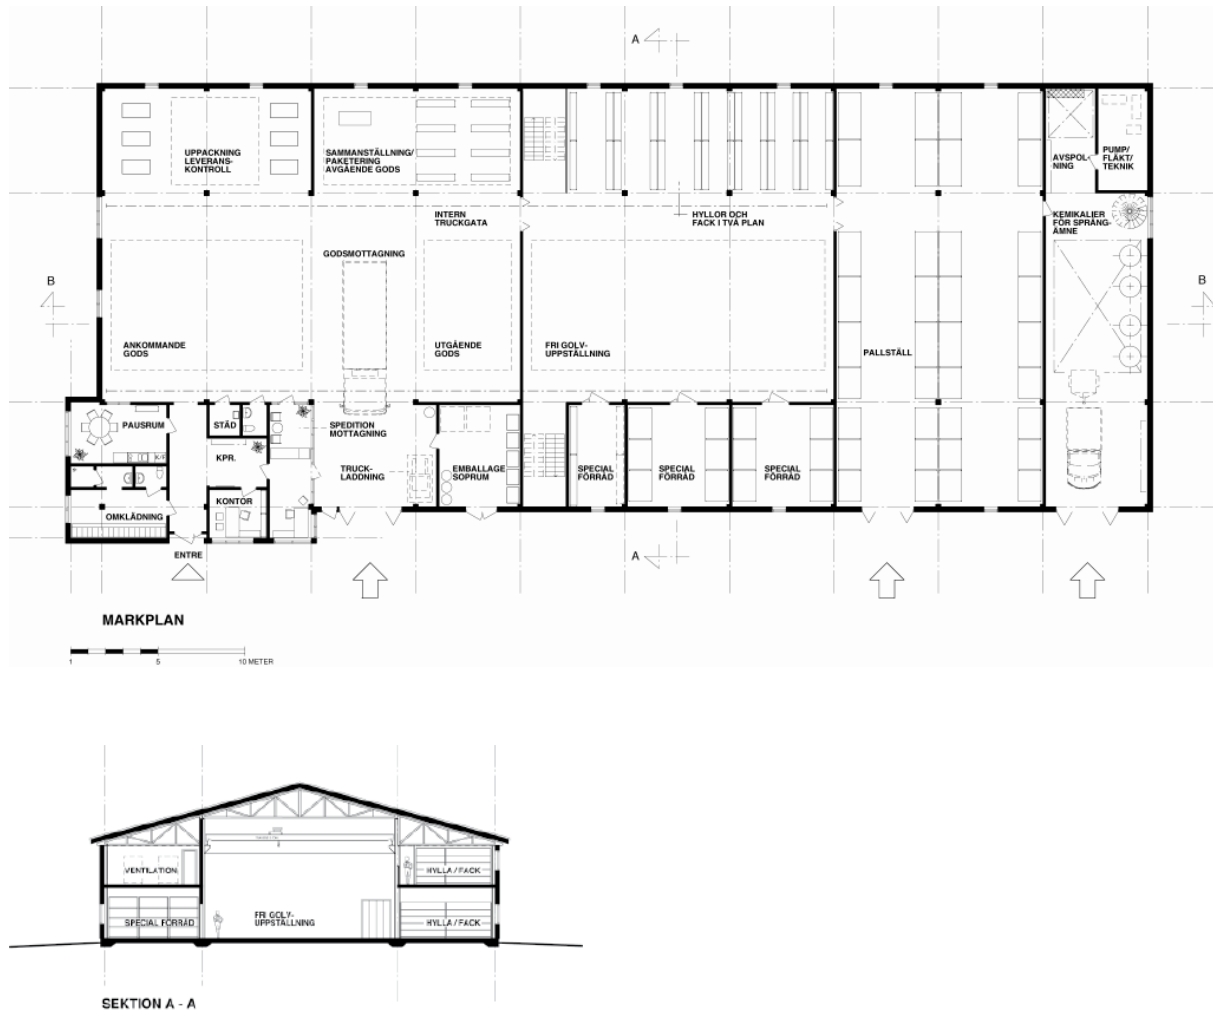 A
UPPACKNING
LEVERANS-
KONTROLL
SAMMANSTÄLLNING/
PAKETERING
AVGÅENDE GODS
AVSPOL-
NING
PUMP/
FLÄKT/
TEKNIK
INTERN
TRUCKGATA
HYLLOR OCH
FACK I TVÅ PLAN
KEMIKALIER
FÖR SPRÄNG-
ÄMNE
GODSMOTTAGNING
B
B
ANKOMMANDE
GODS
UTGÅENDE
GODS
FRI GOLV-
UPPSTÄLLNING
PALLSTÄLL
PAUSRUM
K/F
STÄD
SPEDITION
MOTTAGNING
KPR.
TRUCK-
LADDNING
EMBALLAGE
SOPRUM
SPECIAL
FÖRRÅD
SPECIAL
FÖRRÅD
SPECIAL
FÖRRÅD
KONTOR
OMKLÄDNING
ENTRE
A
MARKPLAN
1 5 10 METER
VENTILATION
HYLLA / FACK
SPECIAL FÖRRÅD
FRI GOLV-
UPPSTÄLLNING
HYLLA / FACK
SEKTION A - A